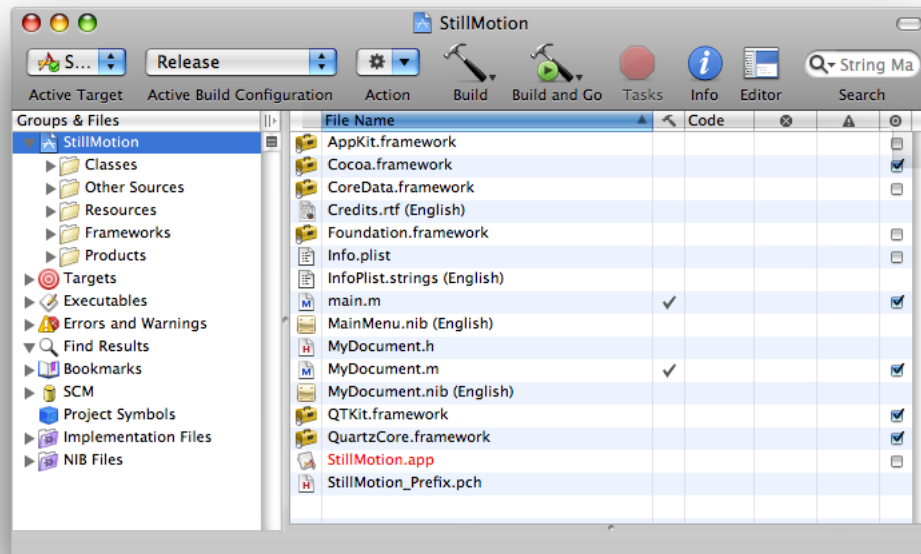 StillMotion
S... Release String Ma
Active Target Active Build Configuration Action Build Build and Go Tasks Info Editor Search
Groups & Files
StillMotion
Classes
Other Sources
Resources
Frameworks
Products
Targets
Executables
Errors and Warnings
Find Results
Bookmarks
SCM
Project Symbols
Implementation Files
NIB Files
File Name Code
AppKit.framework
Cocoa.framework
CoreData.framework
Credits.rtf (English)
Foundation.framework
Info.plist
InfoPlist.strings (English)
main.m
MainMenu.nib (English)
MyDocument.h
MyDocument.m
MyDocument.nib (English)
QTKit.framework
QuartzCore.framework
StillMotion.app
StillMotion_Prefix.pch